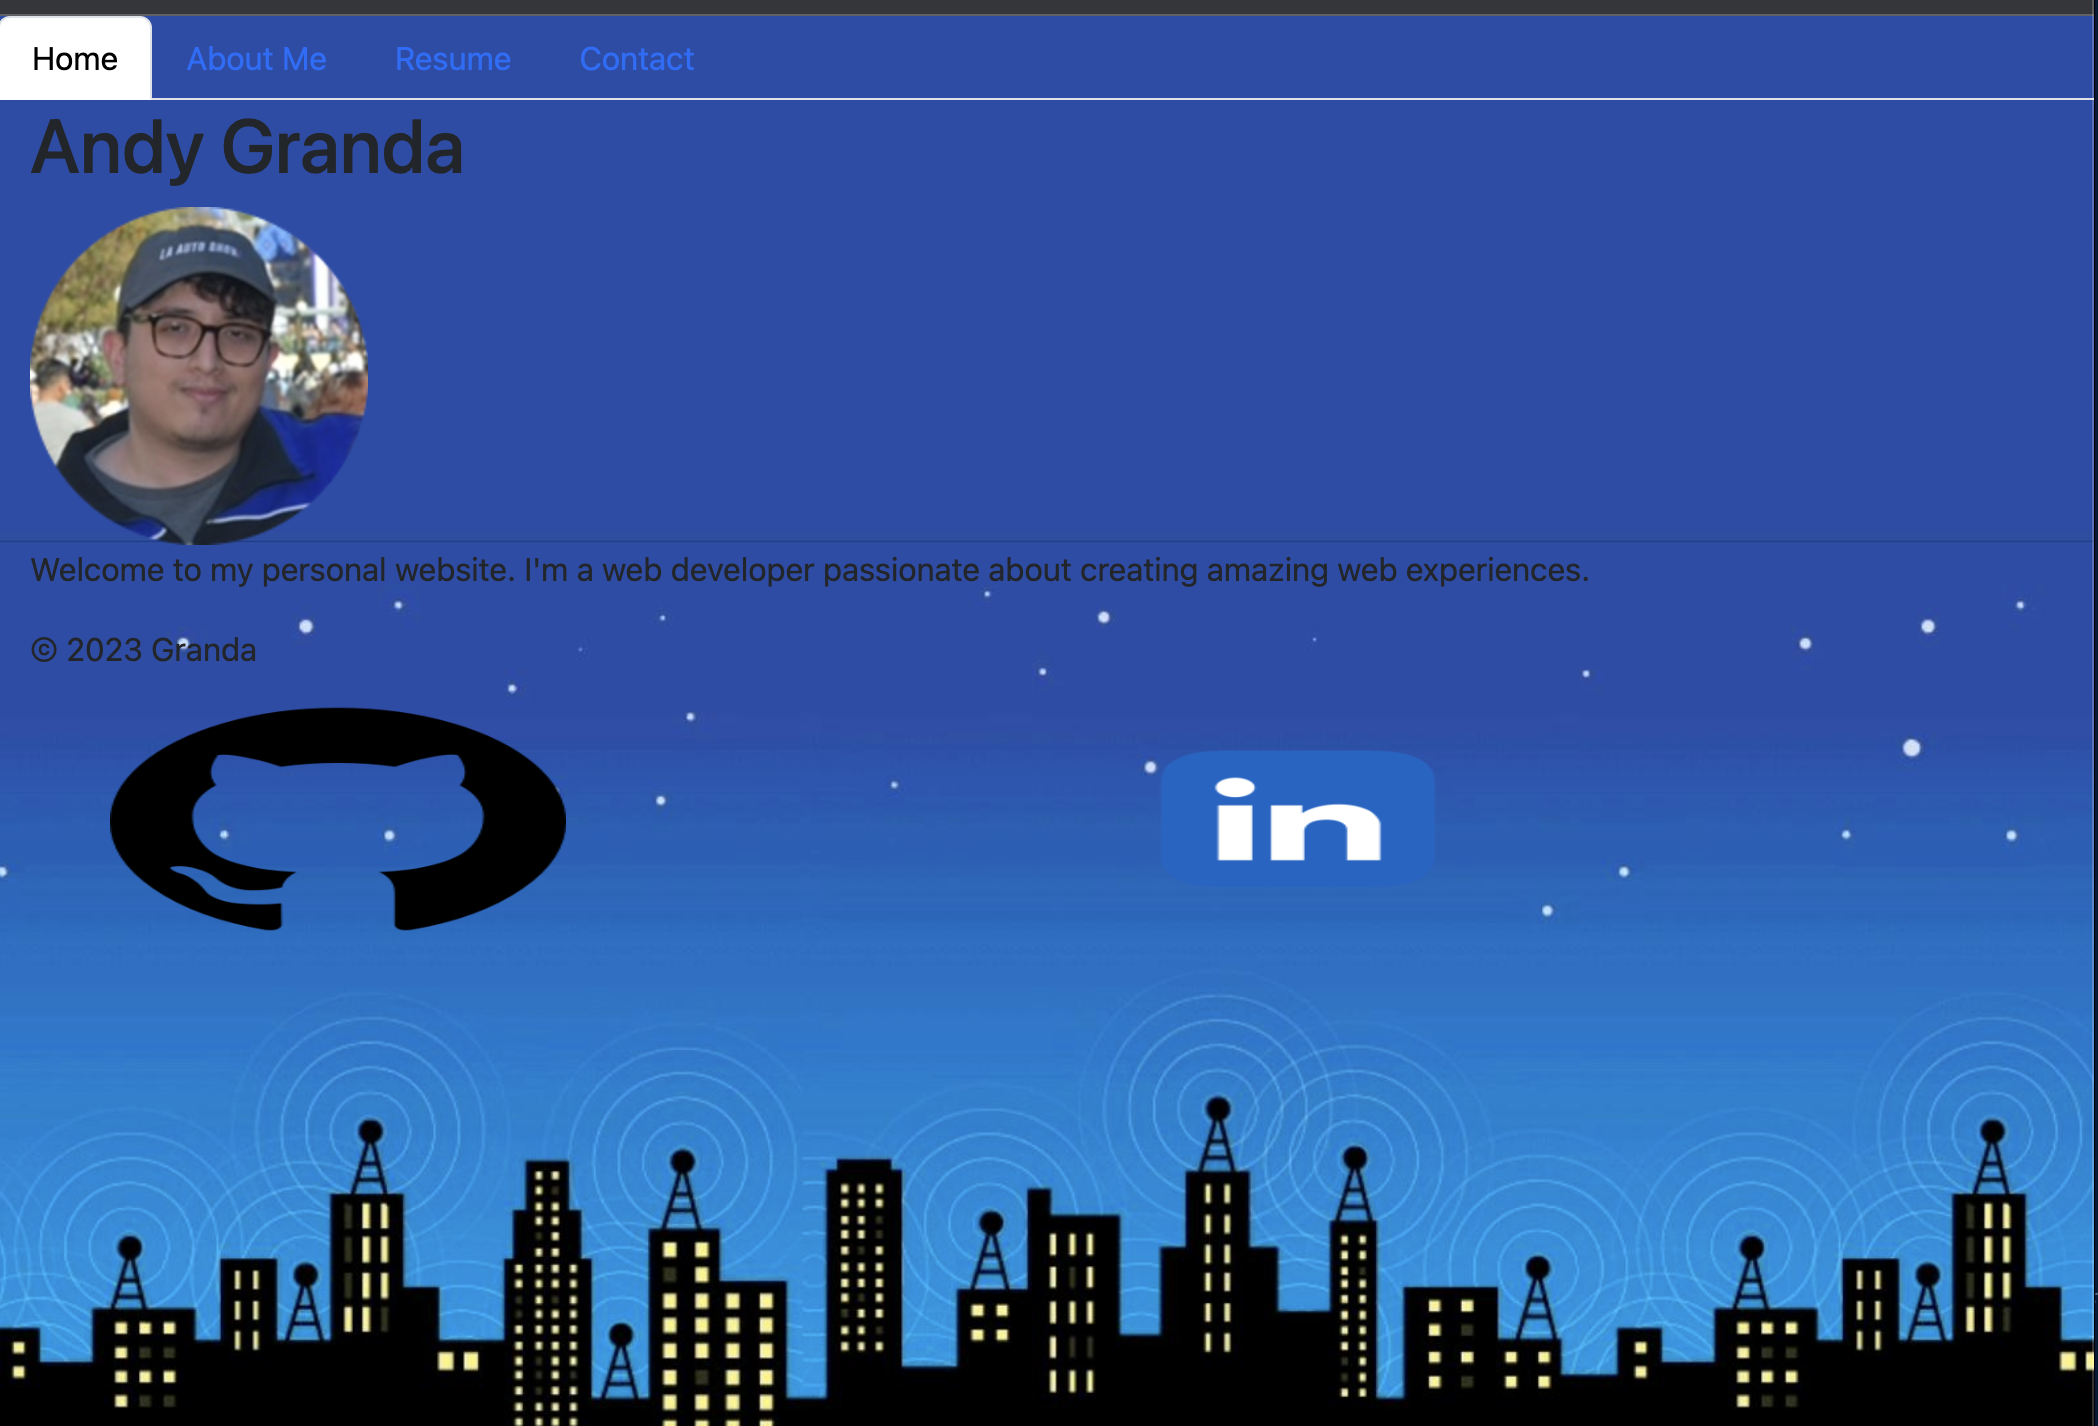 Home About Me Resume Contact
Andy Granda
LA AUTO SHOW.
Welcome to my personal website. I'm a web developer passionate about creating amazing web experiences.
© 2023 Granda
in